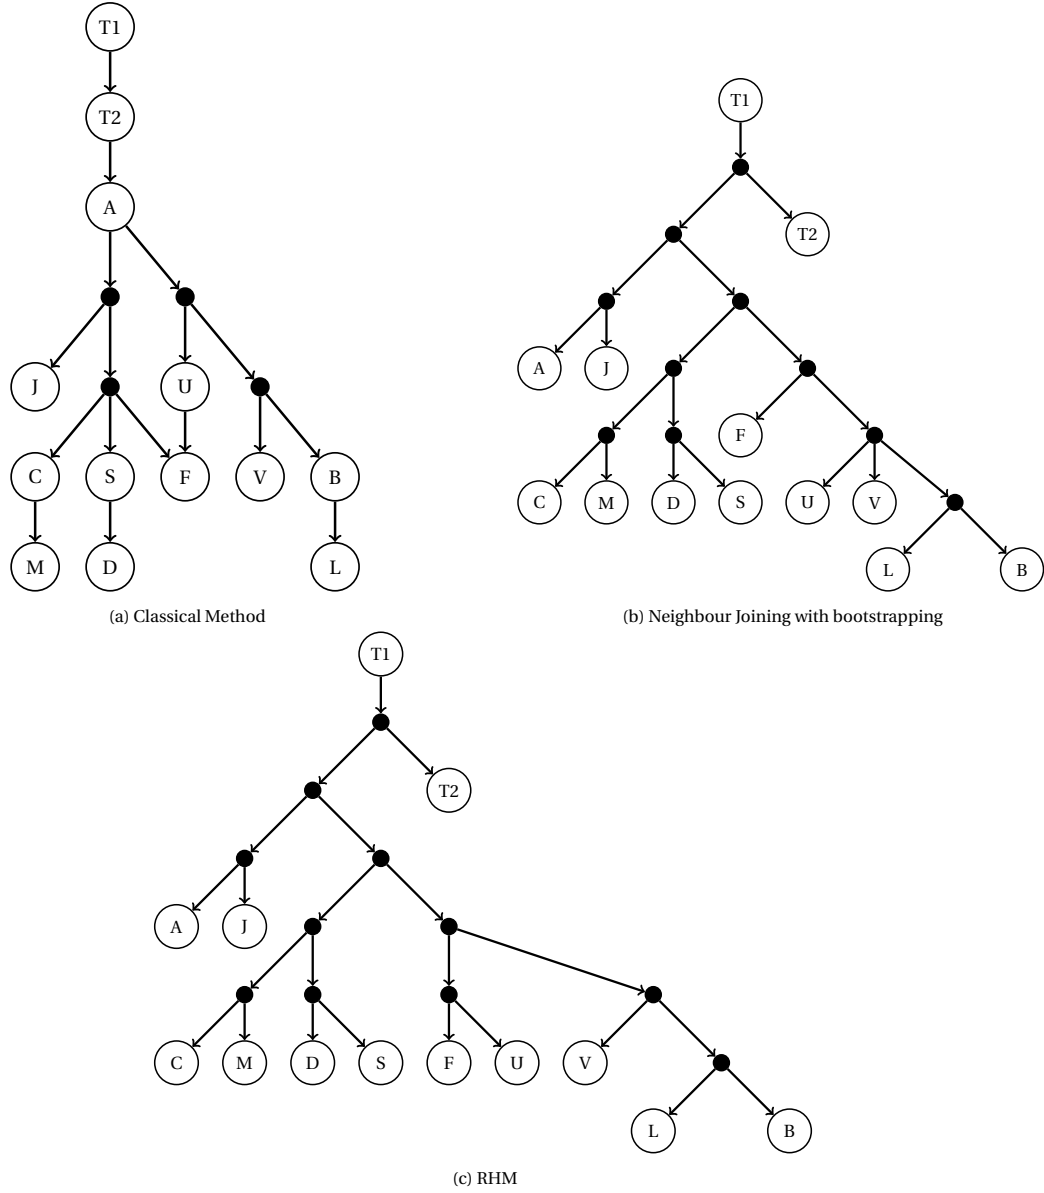 T1
T2
A
J
U
C
S
F
V
B
M
D
L
(a) Classical Method
T1
T2
A
J
F
C
M
D
S
U
V
L
B
(b) Neighbour Joining with bootstrapping
T1
T2
A
J
C
M
D
S
F
U
V
L
B
(c) RHM